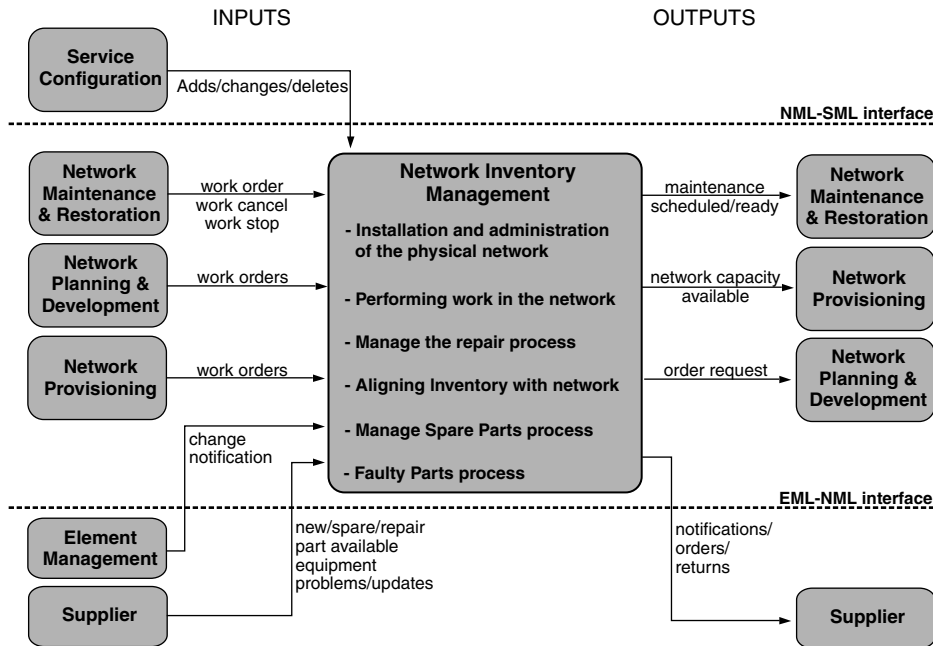 INPUTS
OUTPUTS
Service
Configuration
Adds/changes/deletes
NML-SML interface
Network
Maintenance
& Restoration
work order
work cancel
work stop
Network
Planning &
Development
work orders
Network
Provisioning
work orders
change
notification
Network Inventory
Management
- Installation and administration
of the physical network
- Performing work in the network
- Manage the repair process
- Aligning Inventory with network
- Manage Spare Parts process
- Faulty Parts process
maintenance
scheduled/ready
Network
Maintenance
& Restoration
network capacity
available
Network
Provisioning
order request
Network
Planning &
Development
EML-NML interface
Element
Management
new/spare/repair
part available
equipment
problems/updates
Supplier
notifications/
orders/
returns
Supplier